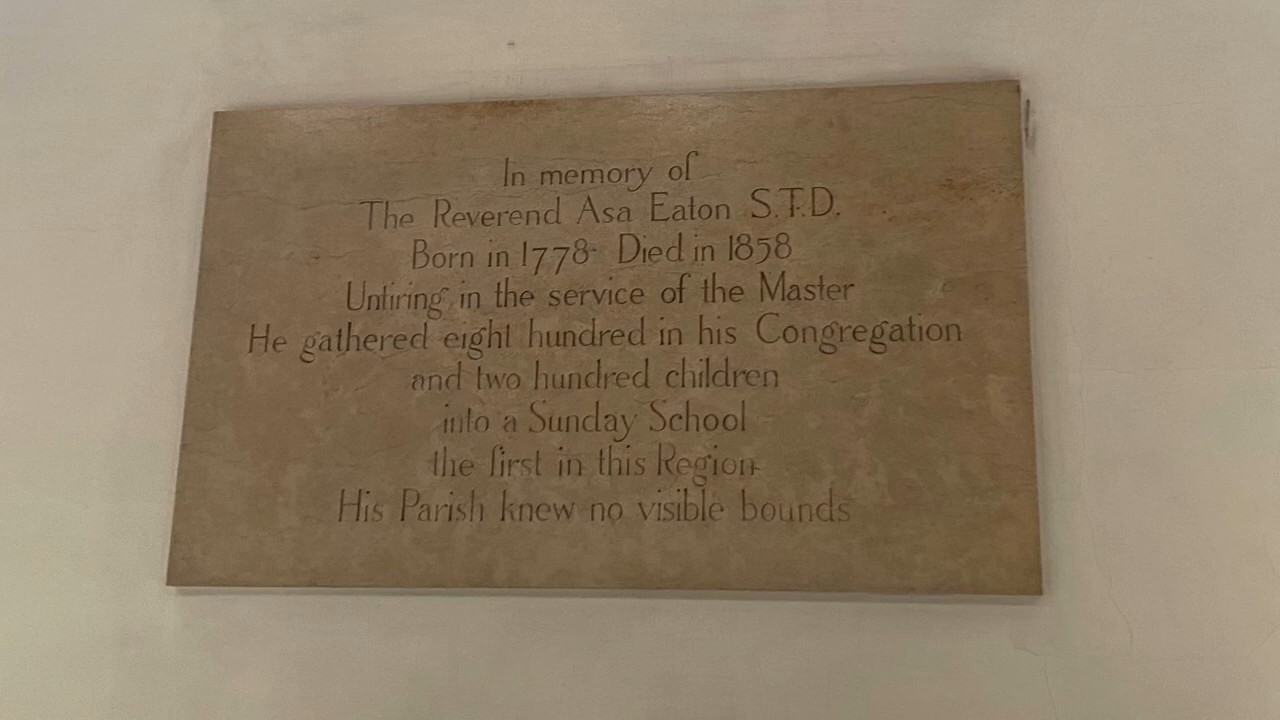 In memory of
The Reverend Asa Eaton S.T.D.
Born in 1778- Died in 1858
Untiring in the service of the Master
He gathered eight hundred in his Congregation
and two hundred children
into a Sunday School
the first in this Region
His Parish knew no visible bounds